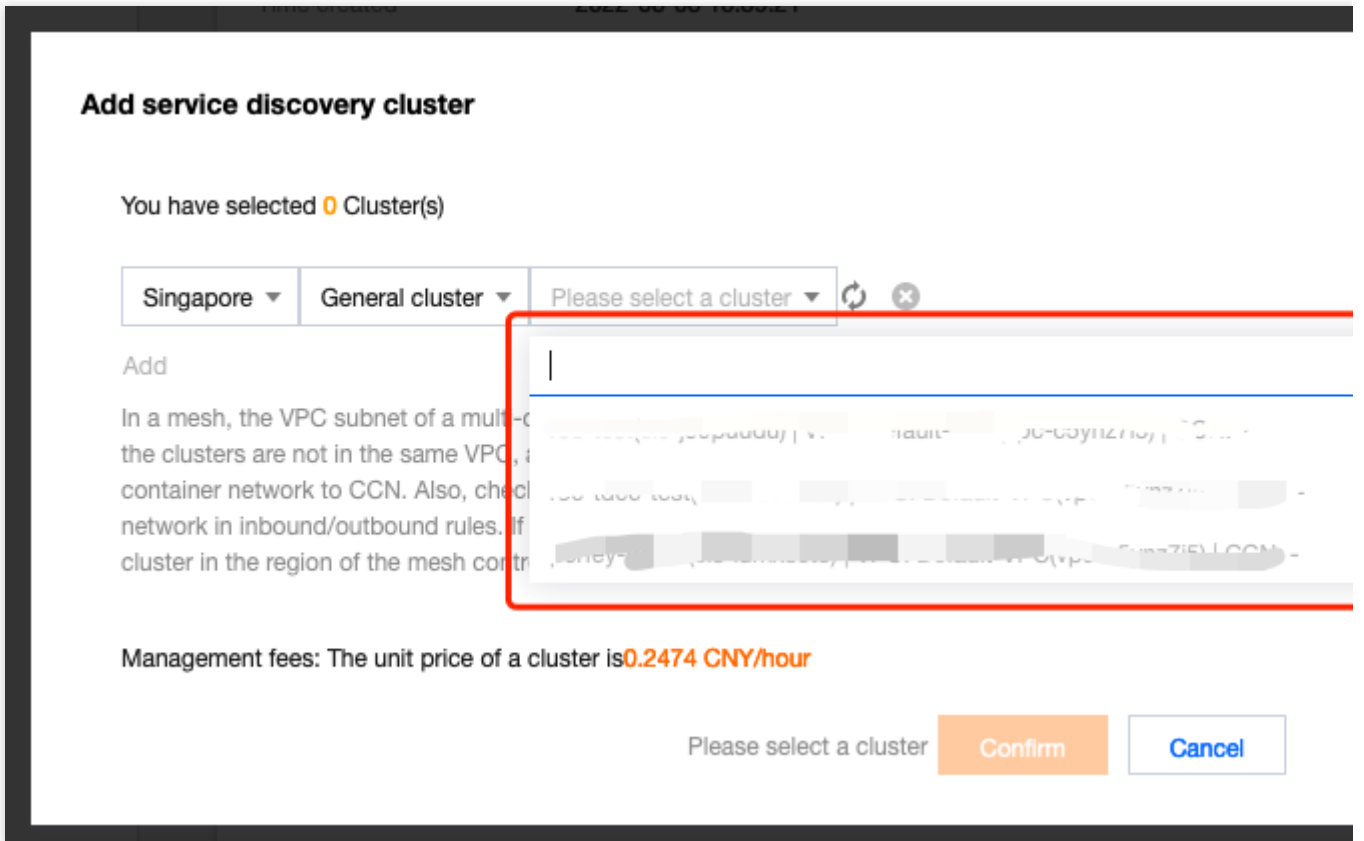 Add service discovery cluster
You have selected 0 Cluster(s)
Singapore General cluster Please select a cluster
Add
In a mesh, the VPC subnet of a multi-c
the clusters are not in the same VPC,
container network to CCN. Also, chec
network in inbound/outbound rules. If
cluster in the region of the mesh contr
Management fees: The unit price of a cluster is0.2474 CNY/hour
Please select a cluster Confirm Cancel